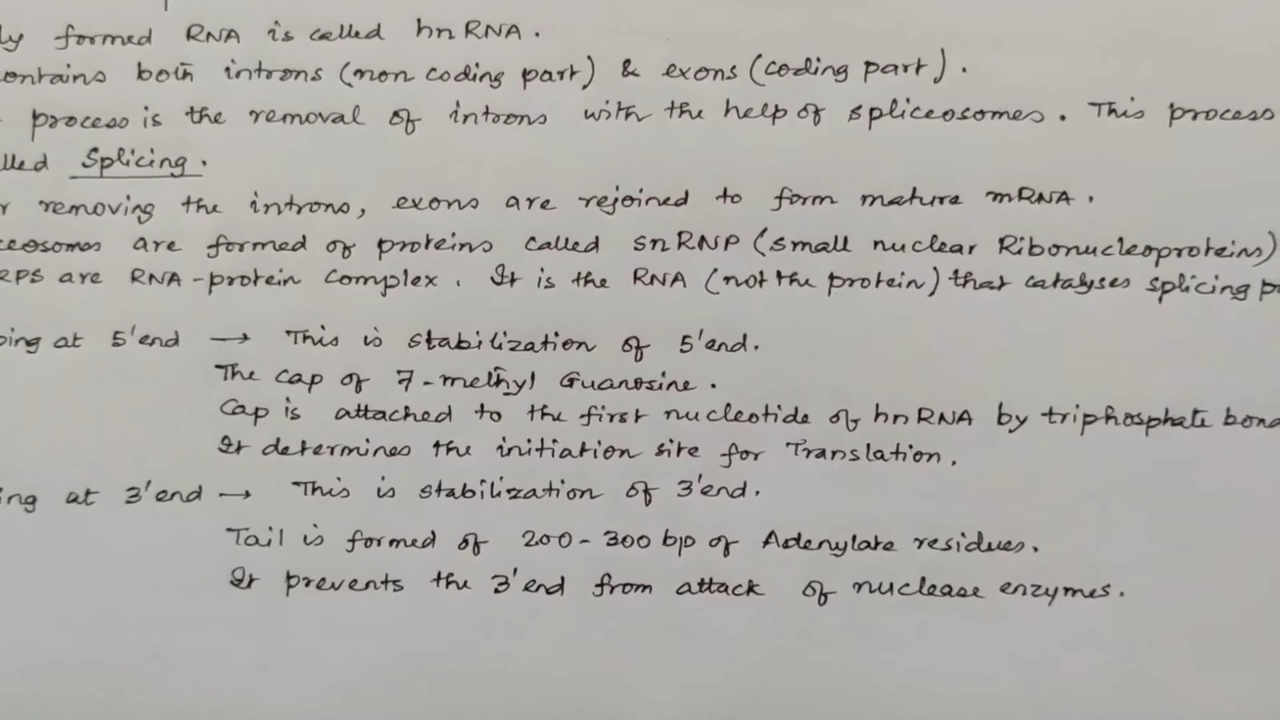 ly formed RNA is called hnRNA.
ontains both introns (non coding part) & exons (coding part).
process is the removal of introns with the help of spliceosomes. This process
lled Splicing.
r removing the introns, exons are rejoined to form mature mRNA.
ceosomes are formed of proteins called snRNP (small nuclear Ribonucleoproteins)
RPS are RNA-protein complex. It is the RNA (not the protein) that catalyses splicing p
ping at 5'end → This is stabilization of 5'end.
The cap of 7-methyl Guanosine.
Cap is attached to the first nucleotide of hnRNA by triphosphate bond
It determines the initiation site for Translation.
ing at 3'end → This is stabilization of 3'end.
Tail is formed of 200-300 bp of Adenylate residues.
It prevents the 3'end from attack of nuclease enzymes.